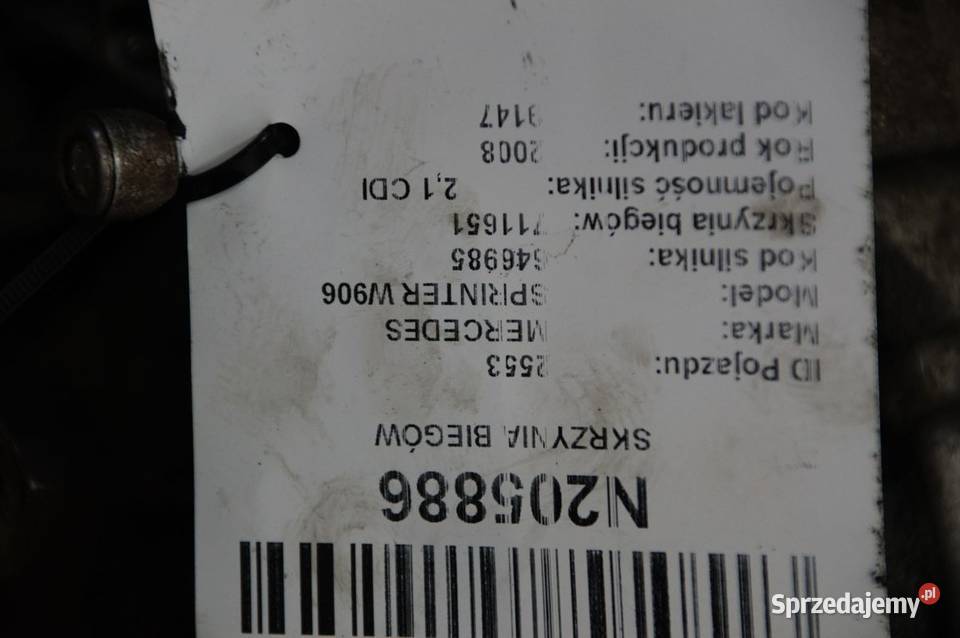 N205886
SKRZYNIA BIEGÓW
ID Pojazdu: 2553
Marka: MERCEDES
Model: SPRINTER W906
Kod silnika: 646985
Skrzynia biegów: 711651
Pojemność silnika: 2,1 CDI
Rok produkcji: 2008
Kod lakieru: 9147
Sprzedajemy.pl